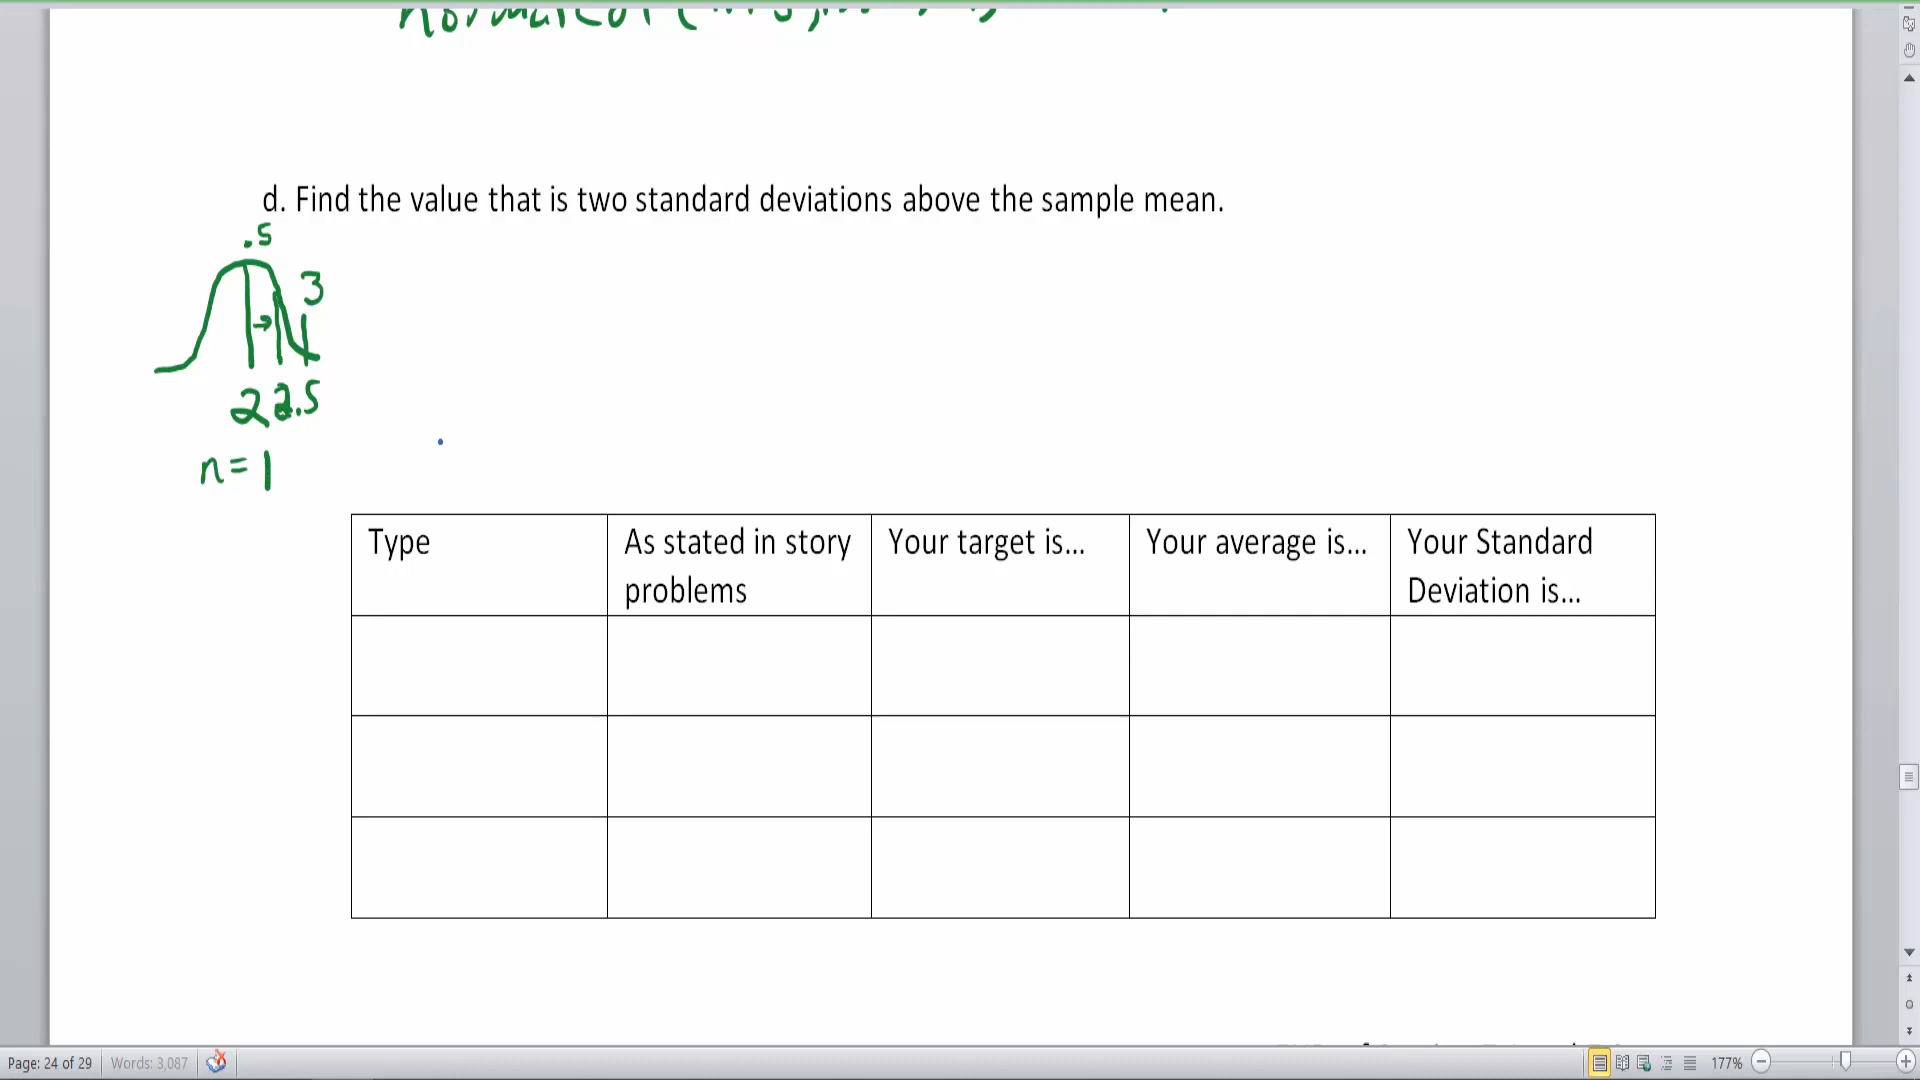 d. Find the value that is two standard deviations above the sample mean.
.5
3
2 2.5
n=1
Type
As stated in story problems
Your target is...
Your average is...
Your Standard Deviation is...
Page: 24 of 29
Words: 3,087
177%